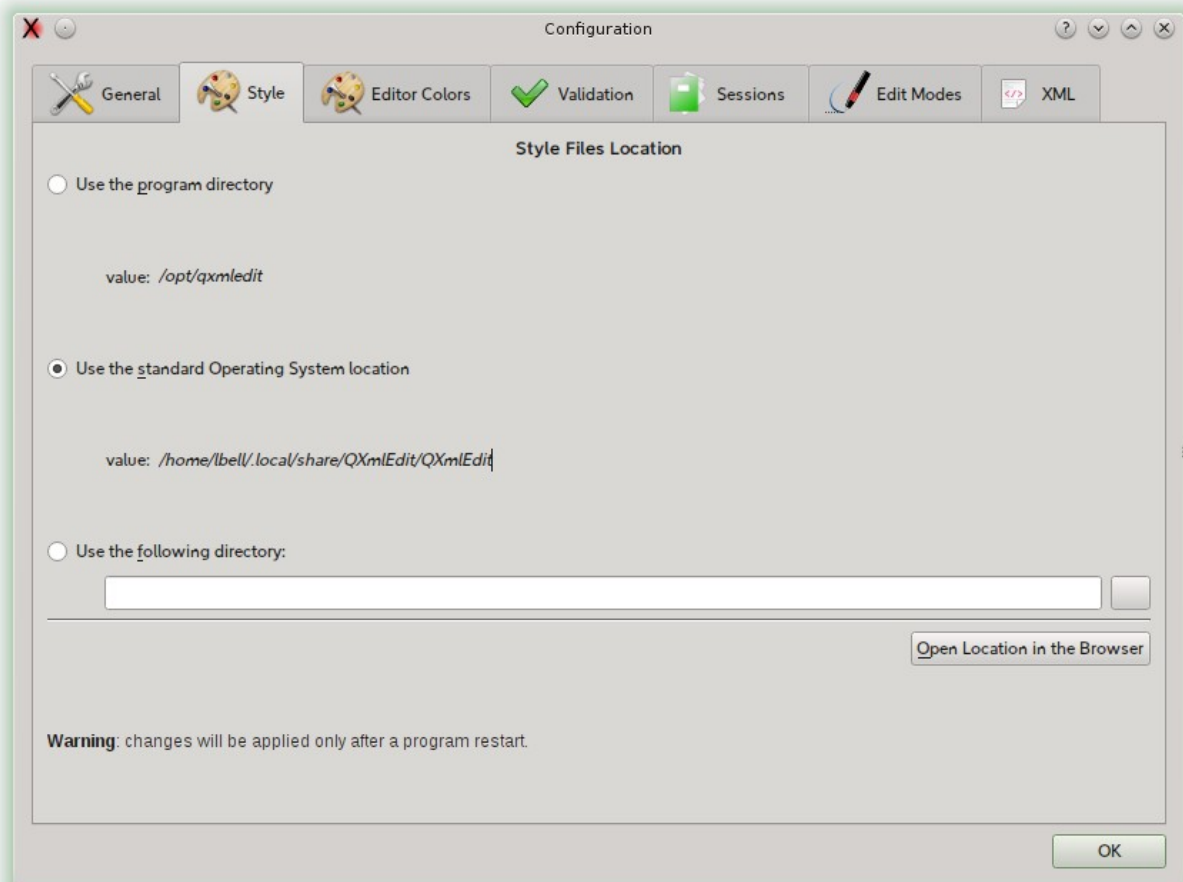 Configuration
General Style Editor Colors Validation Sessions Edit Modes XML
Style Files Location
Use the program directory
value: /opt/qxmledit
Use the standard Operating System location
value: /home/lbell/.local/share/QXmlEdit/QXmlEdit
Use the following directory:
Open Location in the Browser
Warning: changes will be applied only after a program restart.
OK